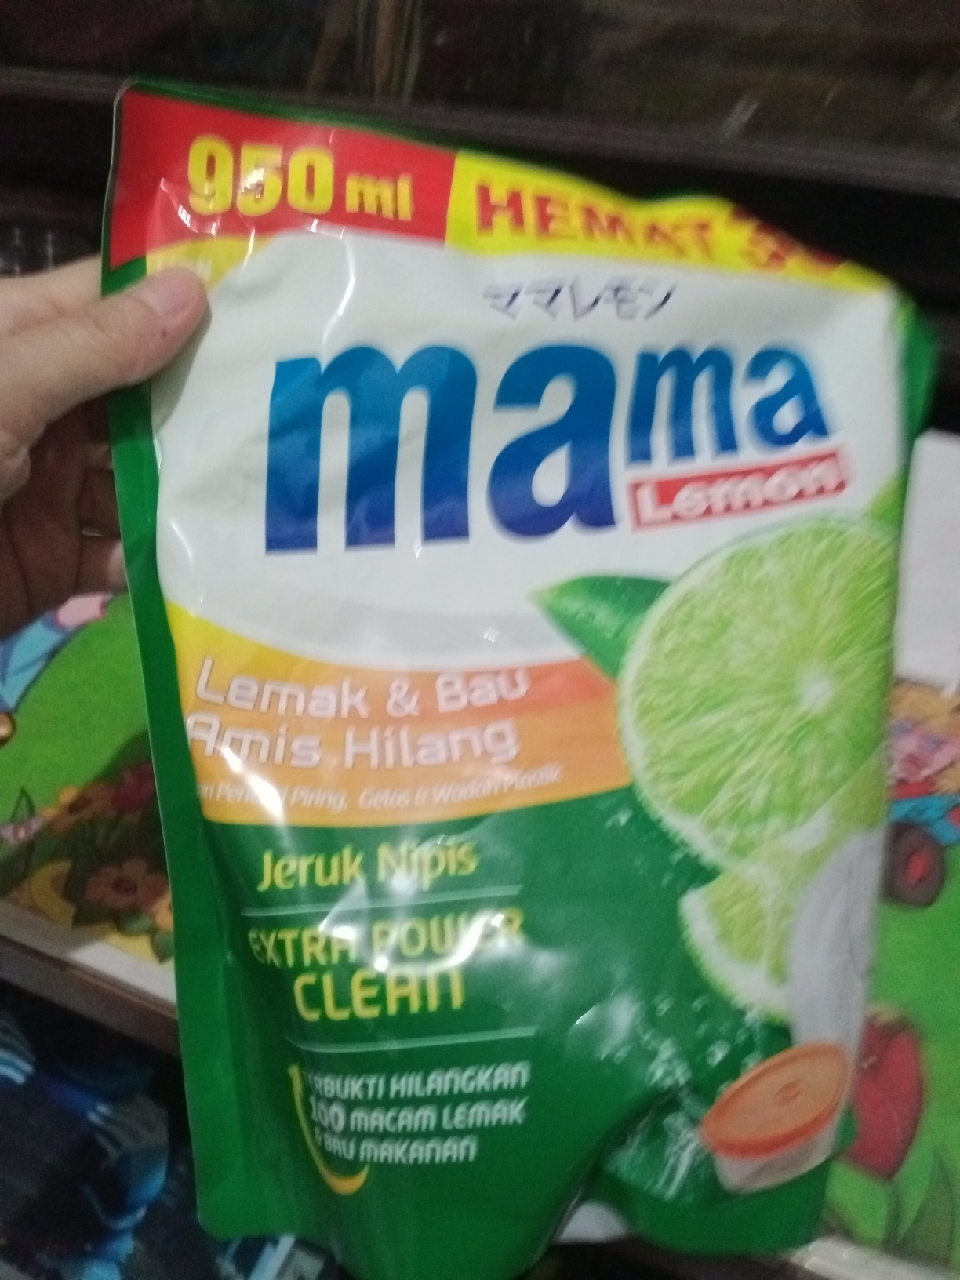 950 ml
HEMAT
ママレモン
mama
Lemon
Lemak & Bau
Amis Hilang
Piring, Gelas & Wadah Plastik
Jeruk Nipis
EXTRA POWER
CLEAN
TERBUKTI HILANGKAN
100 MACAM LEMAK
& BAU MAKANAN